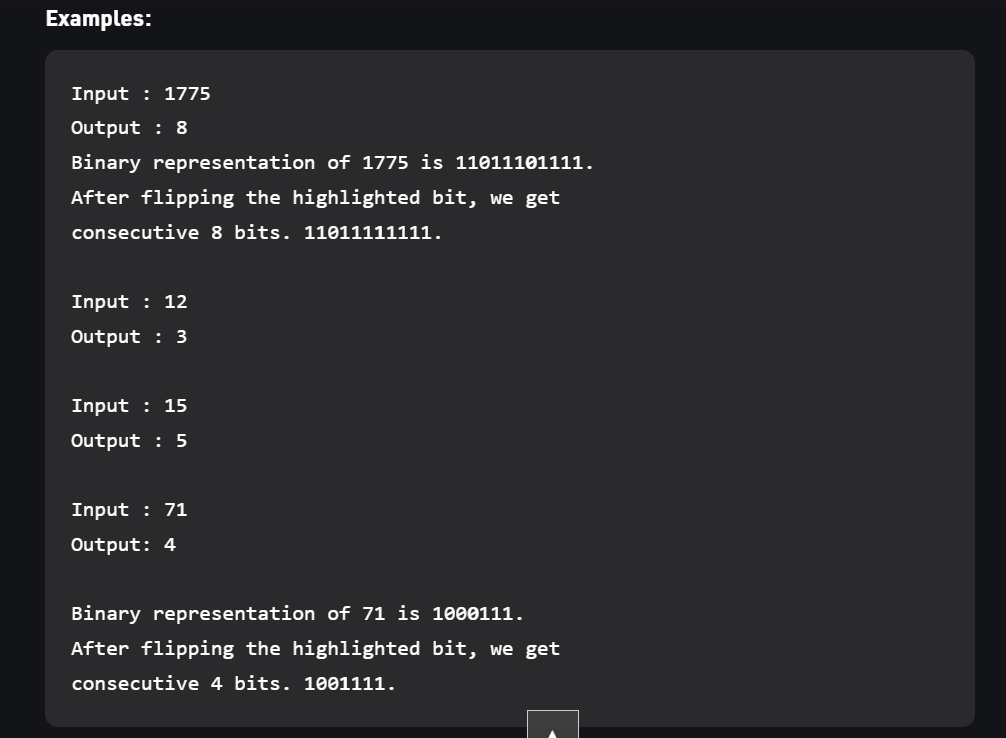 Examples:
Input : 1775
Output : 8
Binary representation of 1775 is 11011101111.
After flipping the highlighted bit, we get
consecutive 8 bits. 11011111111.
Input : 12
Output : 3
Input : 15
Output : 5
Input : 71
Output: 4
Binary representation of 71 is 1000111.
After flipping the highlighted bit, we get
consecutive 4 bits. 1001111.